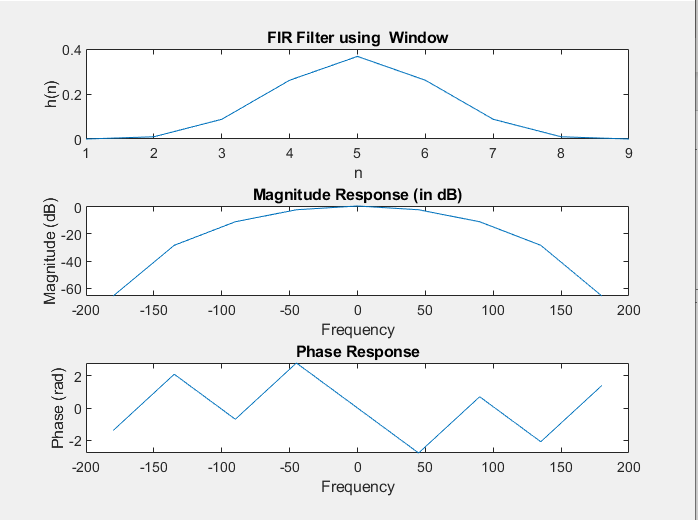 FIR Filter using  Window
0.4
0.2
0
h(n)
1 2 3 4 5 6 7 8 9
n
Magnitude Response (in dB)
0
-20
-40
-60
Magnitude (dB)
-200 -150 -100 -50 0 50 100 150 200
Frequency
Phase Response
2
0
-2
Phase (rad)
-200 -150 -100 -50 0 50 100 150 200
Frequency